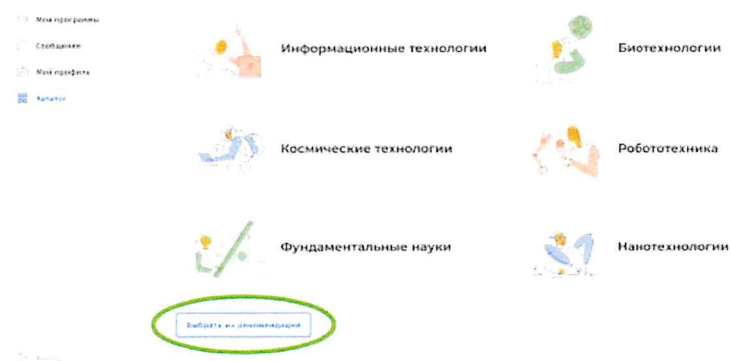 Мои программы
Сообщения
Мой профиль
Каталог
Информационные технологии
Биотехнологии
Космические технологии
Робототехника
Фундаментальные науки
Нанотехнологии
Выбрать из рекомендаций